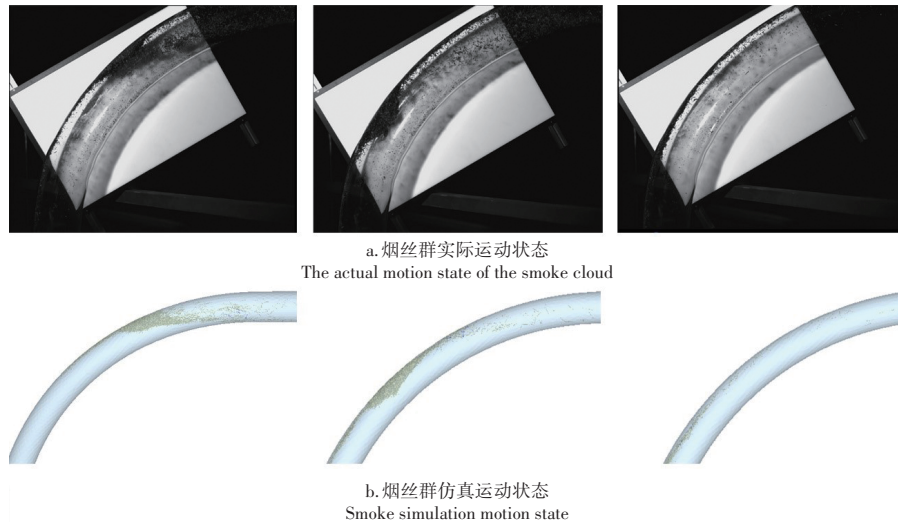 a. 烟丝群实际运动状态
The actual motion state of the smoke cloud
b. 烟丝群仿真运动状态
Smoke simulation motion state